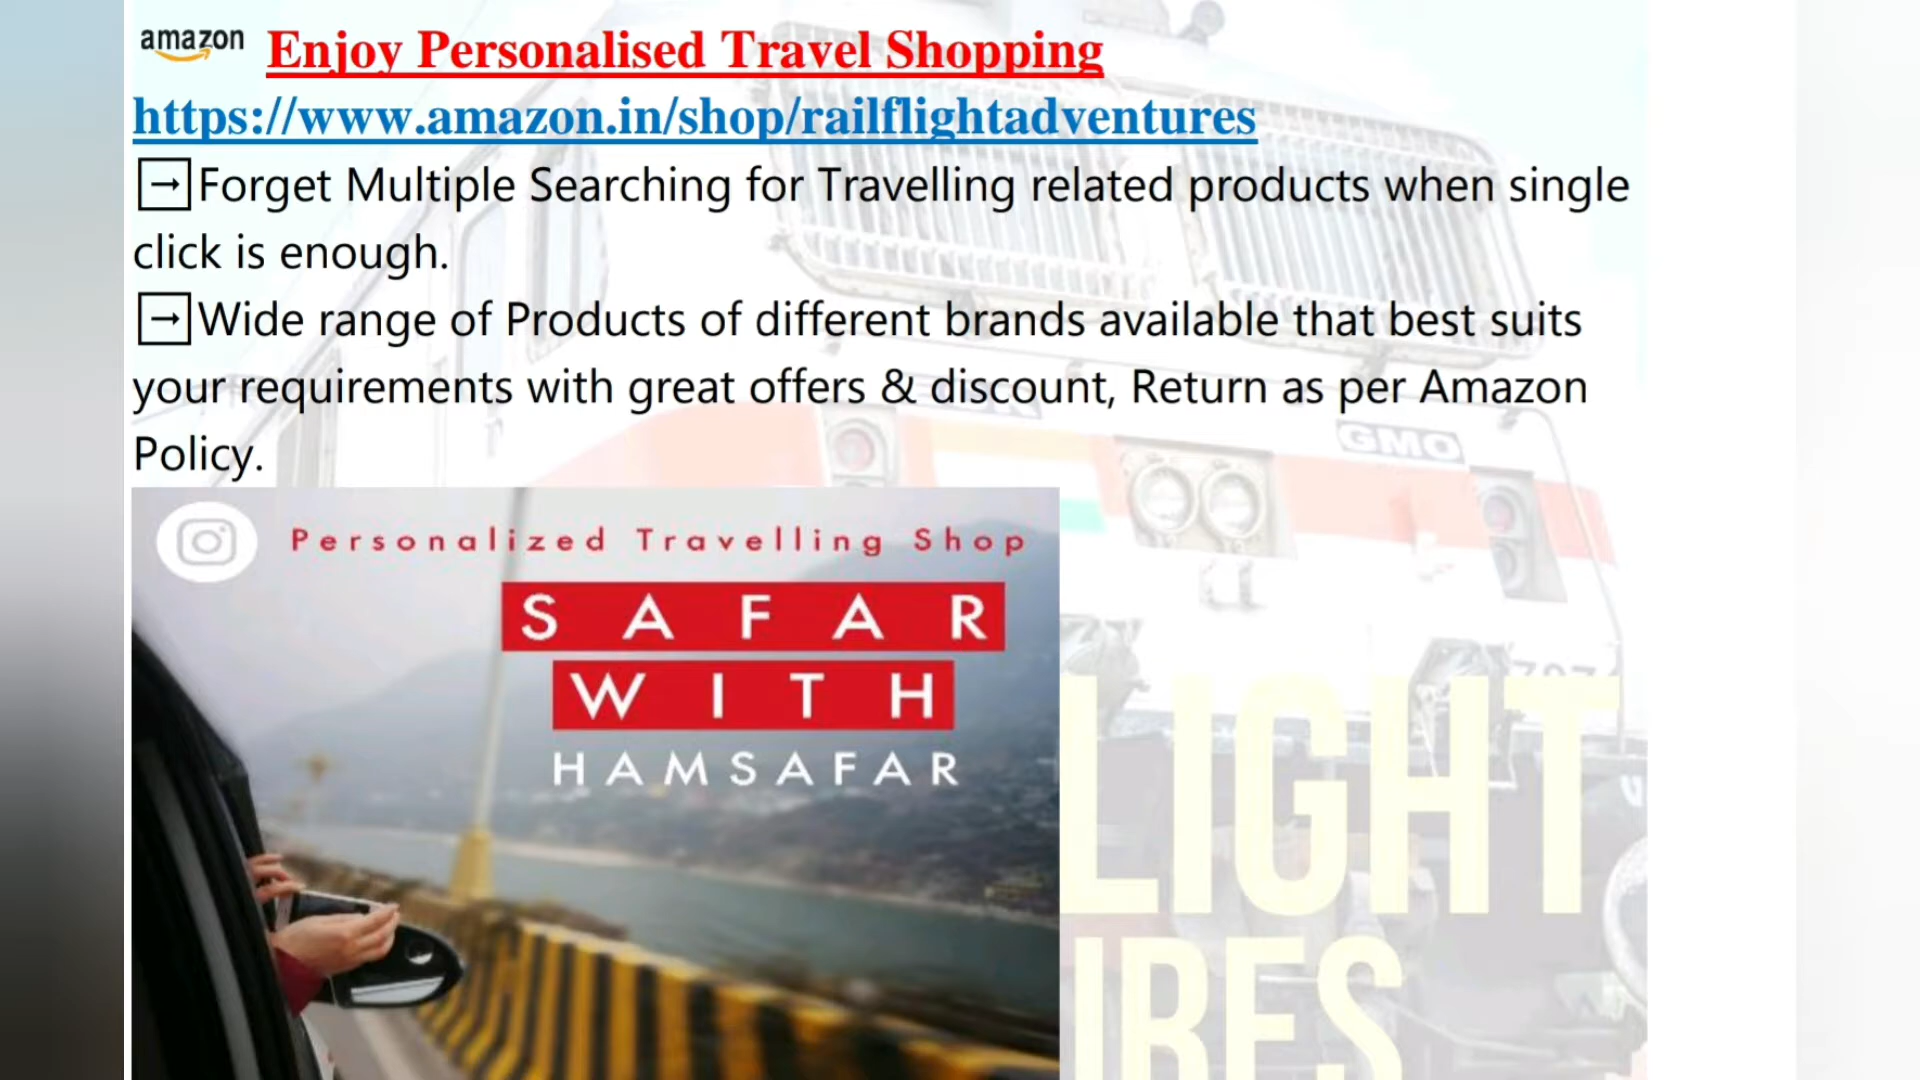 amazon Enjoy Personalised Travel Shopping
https://www.amazon.in/shop/railflightadventures
→Forget Multiple Searching for Travelling related products when single
click is enough.
→Wide range of Products of different brands available that best suits
your requirements with great offers & discount, Return as per Amazon
Policy.
GMO
Personalized Travelling Shop
SAFAR
WITH
HAMSAFAR
LIGHT